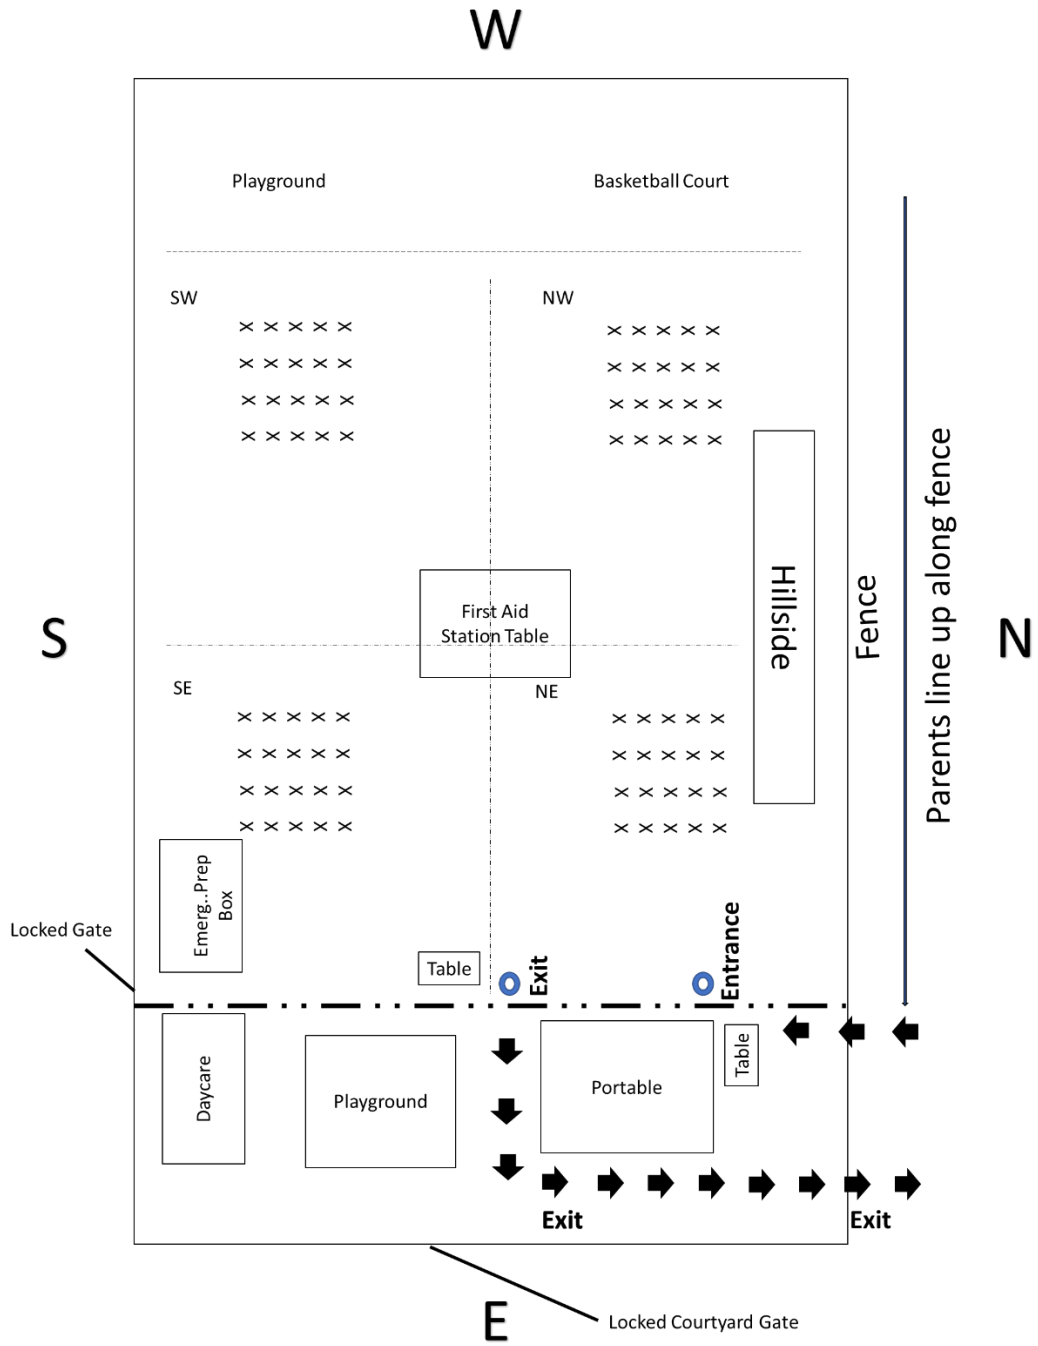 W
Playground
Basketball Court
SW
NW
X X X X X
X X X X X
X X X X X
X X X X X
X X X X X
X X X X X
X X X X X
X X X X X
Hillside
Fence
Parents line up along fence
First Aid
Station Table
S
N
SE
NE
X X X X X
X X X X X
X X X X X
X X X X X
X X X X X
X X X X X
X X X X X
X X X X X
Emerg..Prep
Box
Locked Gate
Table
Exit
Entrance
Daycare
Playground
Portable
Table
Exit
Exit
E
Locked Courtyard Gate